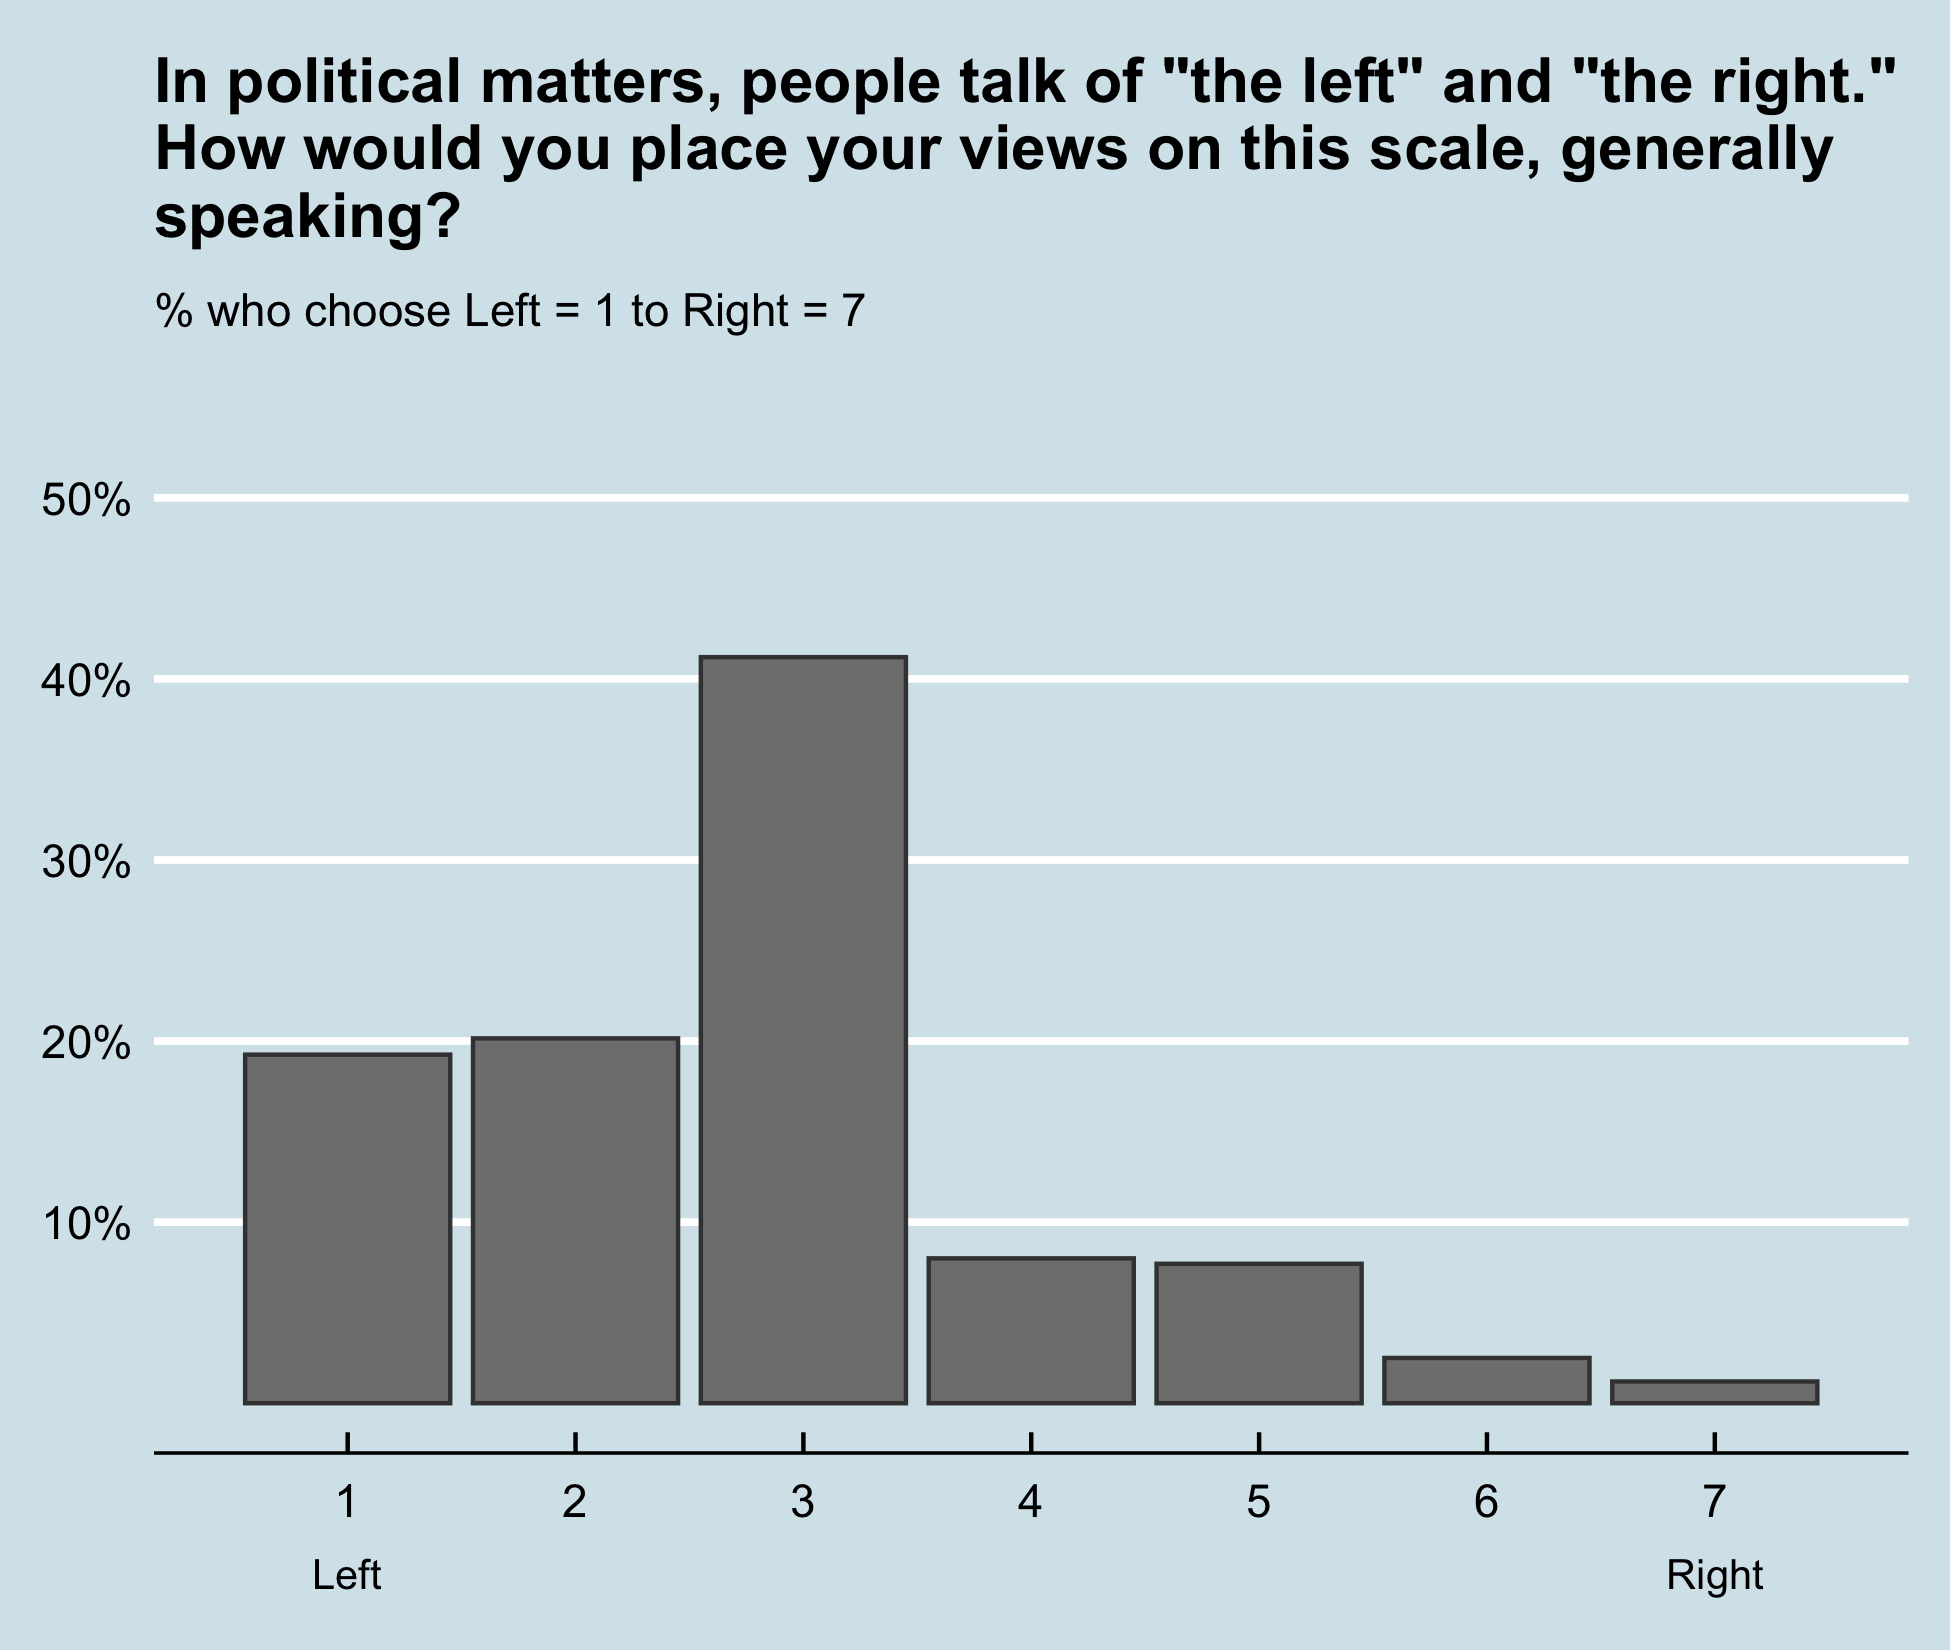 In political matters, people talk of "the left" and "the right."
How would you place your views on this scale, generally
speaking?
% who choose Left = 1 to Right = 7
50%
40%
30%
20%
10%
1 2 3 4 5 6 7
Left Right